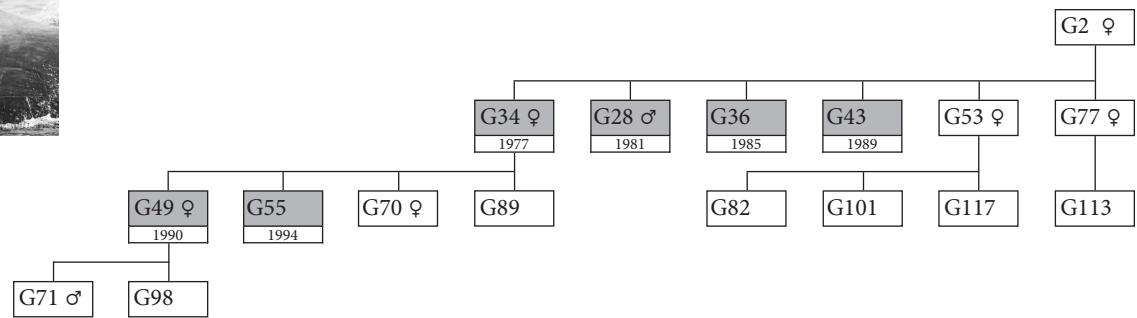 G2 ♀
G34 ♀
1977
G28 ♂
1981
G36
1985
G43
1989
G53 ♀
G77 ♀
G49 ♀
1990
G55
1994
G70 ♀
G89
G82
G101
G117
G113
G71 ♂
G98